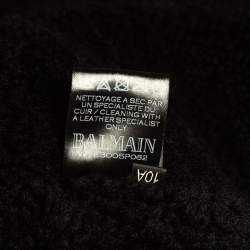 NETTOYAGE A SEC PAR
UN SPECIALISTE DU
CUIR / CLEANING WITH
A LEATHER SPECIALIST
ONLY.
BALMAIN
10A